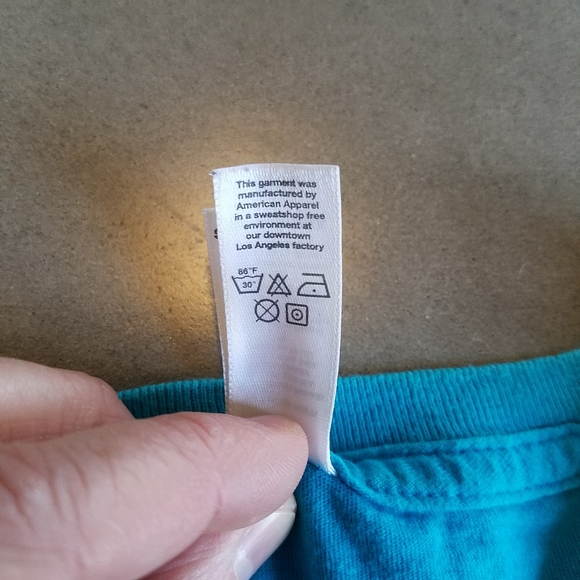 This garment was
manufactured by
American Apparel
in a sweatshop free
environment at
our downtown
Los Angeles factory
86°F
30°